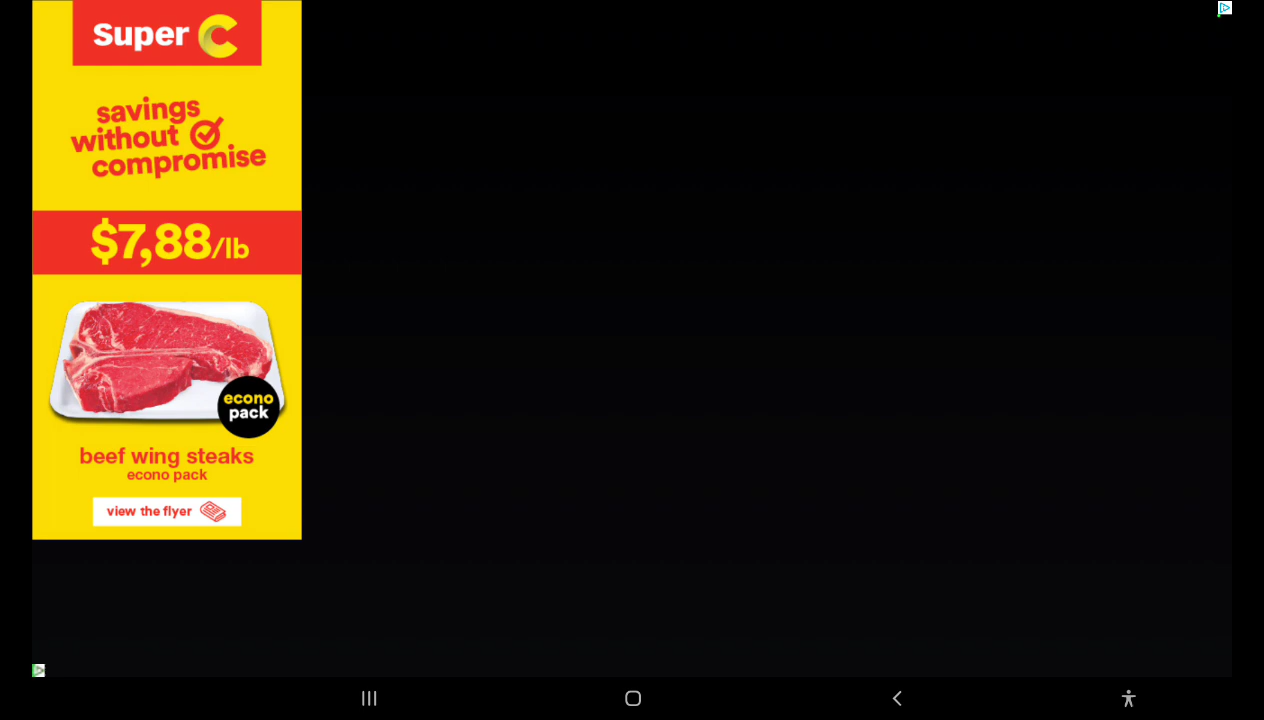 Super C
savings
without
compromise
$7,88/lb
econo
pack
beef wing steaks
econo pack
view the flyer